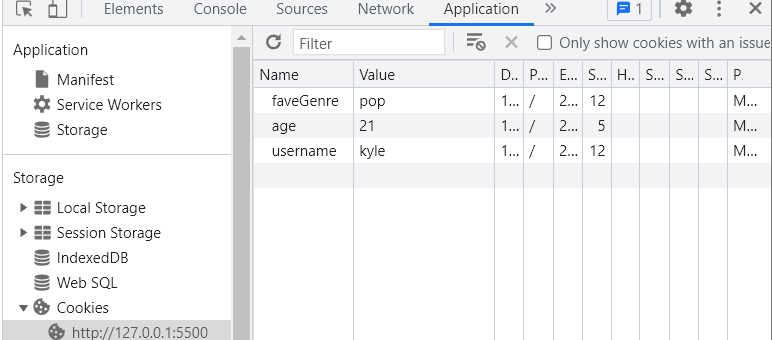 Elements Console Sources Network Application » 1
Application
Manifest
Service Workers
Storage
Storage
Local Storage
Session Storage
IndexedDB
Web SQL
Cookies
http://127.0.0.1:5500
Filter Only show cookies with an issue
Name Value D.. P... E... S... H.. S... S... S... P.
faveGenre pop 1... / 2... 12 M...
age 21 1... / 2... 5 M...
username kyle 1... / 2... 12 M...